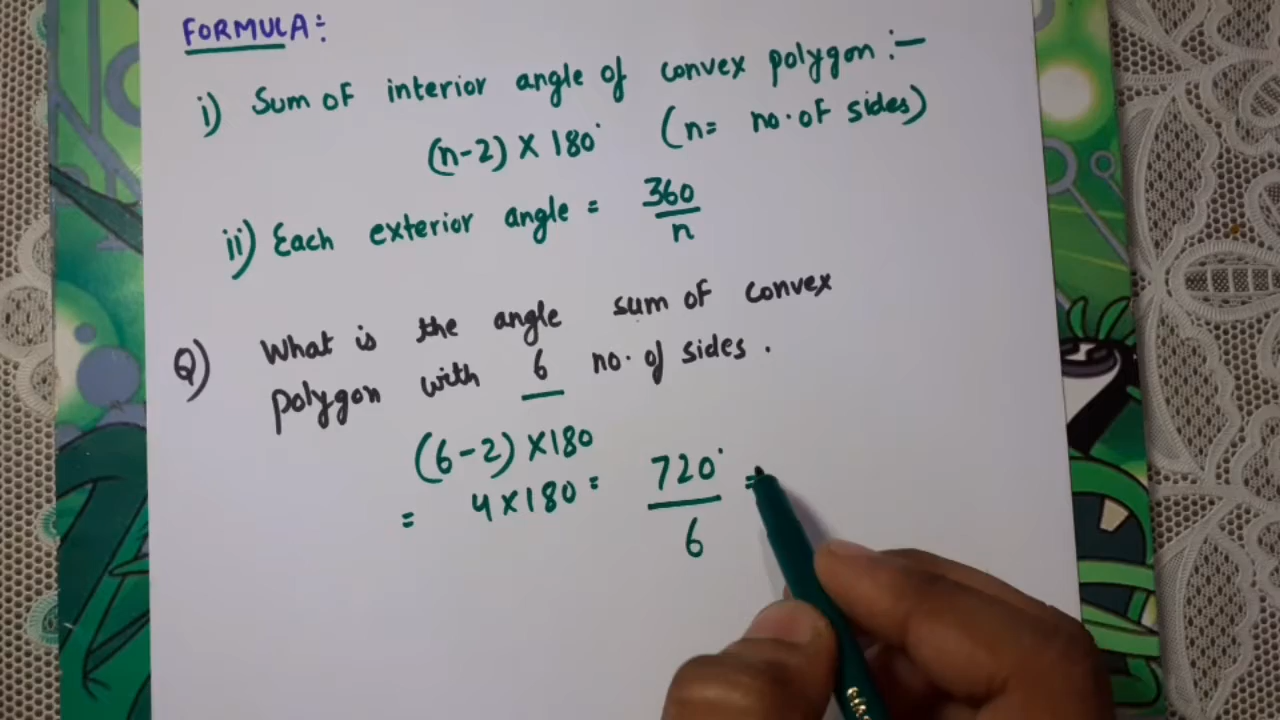 FORMULA:
i) Sum of interior angle of convex polygon :-
(n-2) × 180° (n= no. of sides)
ii) Each exterior angle = 360/n
Q) What is the angle sum of convex
polygon with 6 no. of sides.
(6-2) ×180
= 4×180 = 720°/6 =